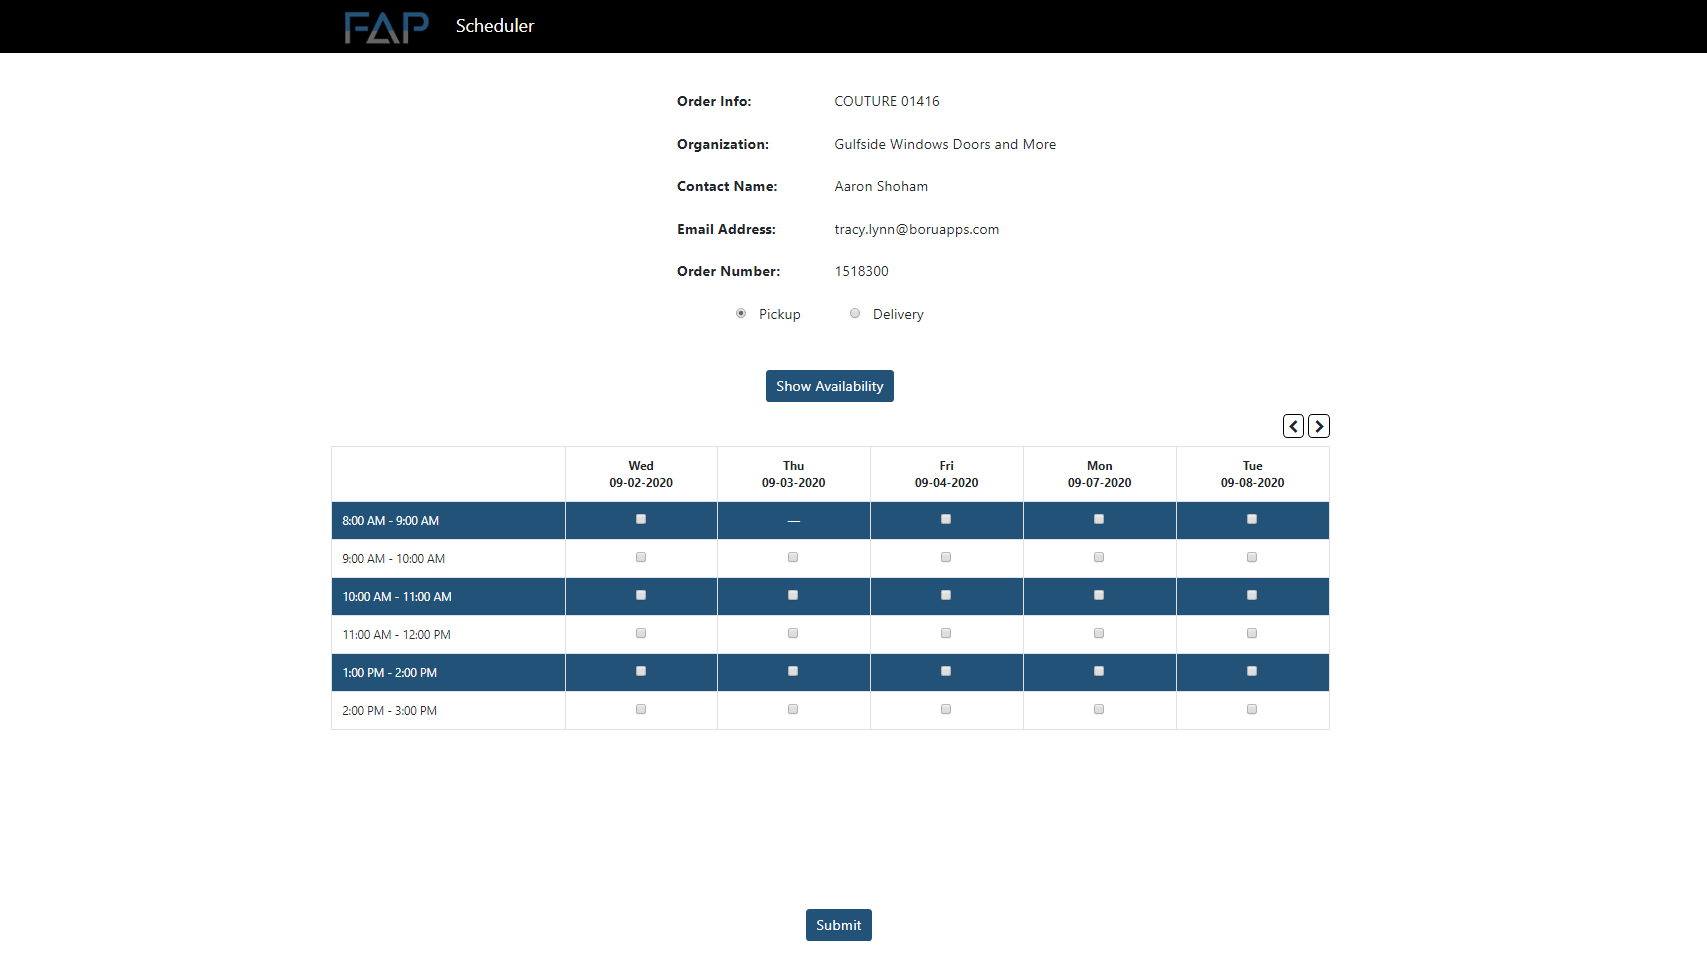 FAP Scheduler
Order Info: COUTURE 01416
Organization: Gulfside Windows Doors and More
Contact Name: Aaron Shoham
Email Address: tracy.lynn@boruapps.com
Order Number: 1518300
Pickup Delivery
Show Availability
Wed Thu Fri Mon Tue
09-02-2020 09-03-2020 09-04-2020 09-07-2020 09-08-2020
8:00 AM - 9:00 AM —
9:00 AM - 10:00 AM
10:00 AM - 11:00 AM
11:00 AM - 12:00 PM
1:00 PM - 2:00 PM
2:00 PM - 3:00 PM
Submit